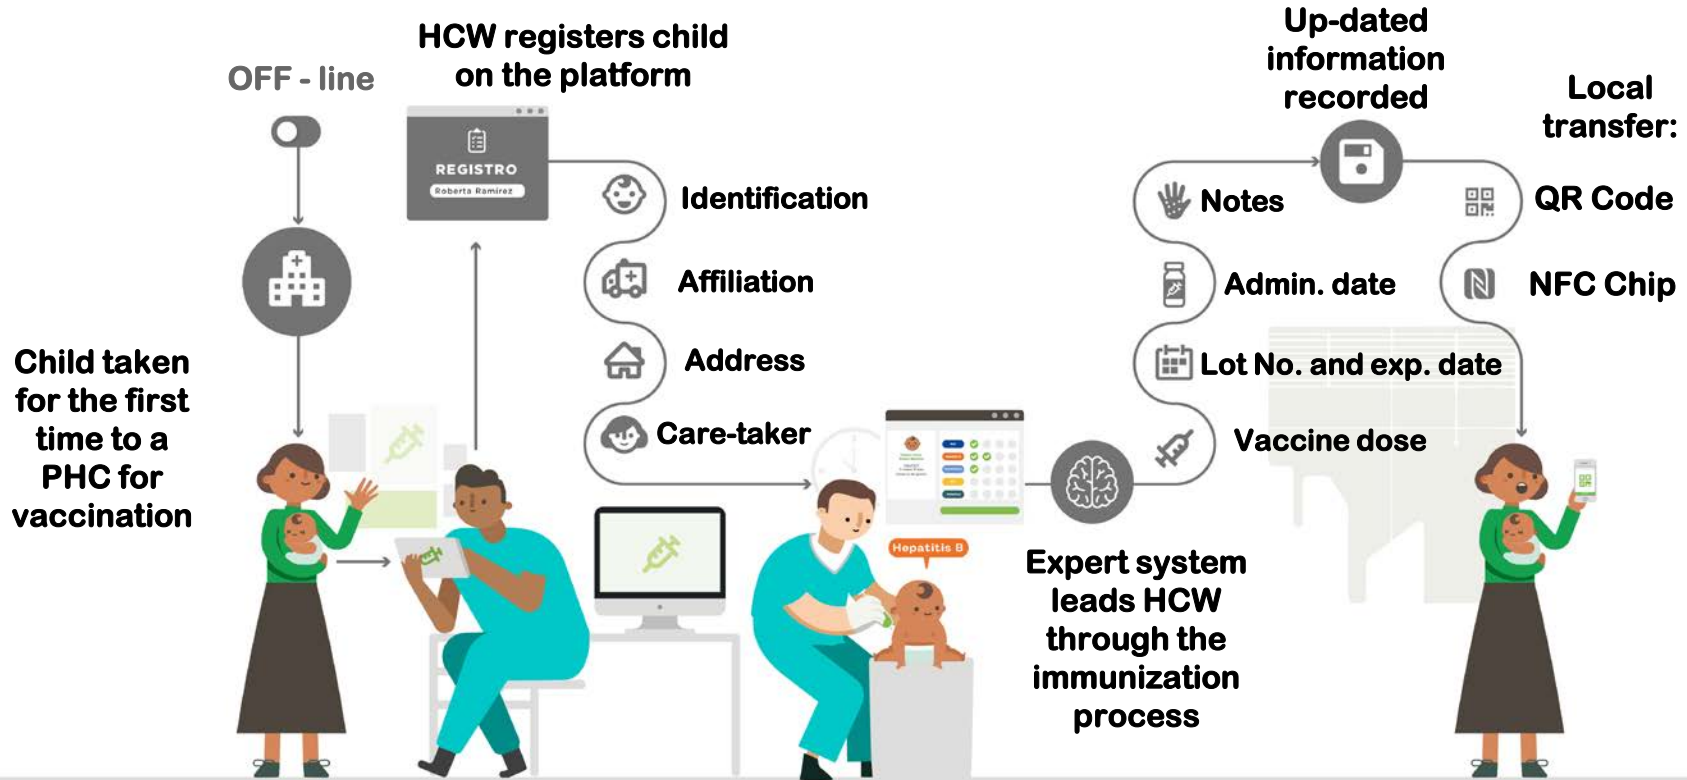 OFF - line
HCW registers child
on the platform
REGISTRO
Roberta Ramírez
Identification
Affiliation
Address
Care-taker
Child taken
for the first
time to a
PHC for
vaccination
Hepatitis B
Expert system
leads HCW
through the
immunization
process
Up-dated
information
recorded
Notes
Admin. date
Lot No. and exp. date
Vaccine dose
Local
transfer:
QR Code
NFC Chip